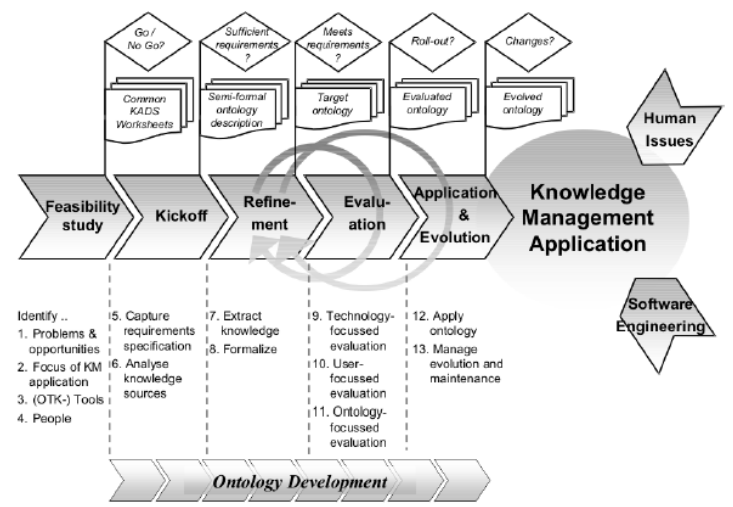 Go /
No Go?
Sufficient
requirements
?
Meets
requirements
?
Roll-out?
Changes?
Common
KADS
Worksheets
Semi-formal
ontology
description
Target
ontology
Evaluated
ontology
Evolved
ontology
Human
Issues
Feasibility
study
Kickoff
Refine-
ment
Evalu-
ation
Application
&
Evolution
Knowledge
Management
Application
Software
Engineering
Identify ..
1. Problems &
opportunities
2. Focus of KM
application
3. (OTK-) Tools
4. People
5. Capture
requirements
specification
6. Analyse
knowledge
sources
7. Extract
knowledge
8. Formalize
9. Technology-
focussed
evaluation
10. User-
focussed
evaluation
11. Ontology-
focussed
evaluation
12. Apply
ontology
13. Manage
evolution and
maintenance
Ontology Development